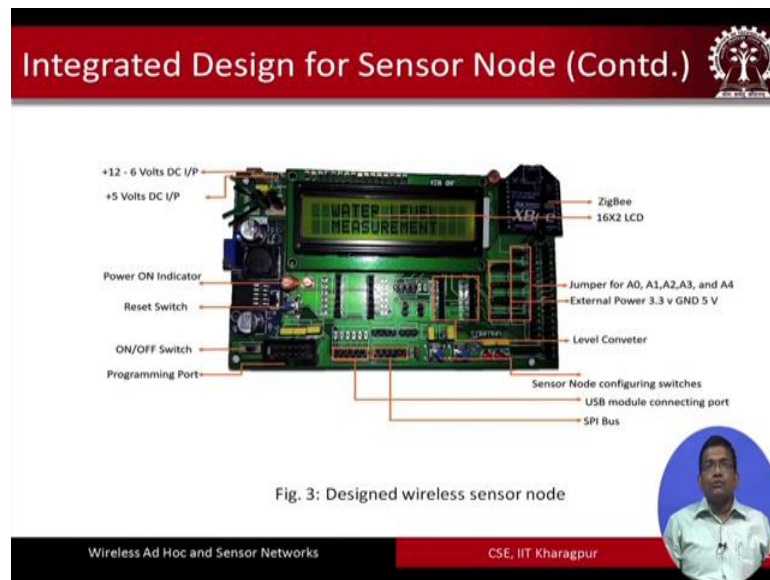 Integrated Design for Sensor Node (Contd.)
+12 - 6 Volts DC I/P
+5 Volts DC I/P
ZigBee
16X2 LCD
XBee
WATER LEVEL
MEASUREMENT
Power ON Indicator
Jumper for A0, A1,A2,A3, and A4
External Power 3.3 v GND 5 V
Reset Switch
Level Conveter
ON/OFF Switch
Programming Port
Sensor Node configuring switches
USB module connecting port
SPI Bus
Fig. 3: Designed wireless sensor node
Wireless Ad Hoc and Sensor Networks
CSE, IIT Kharagpur